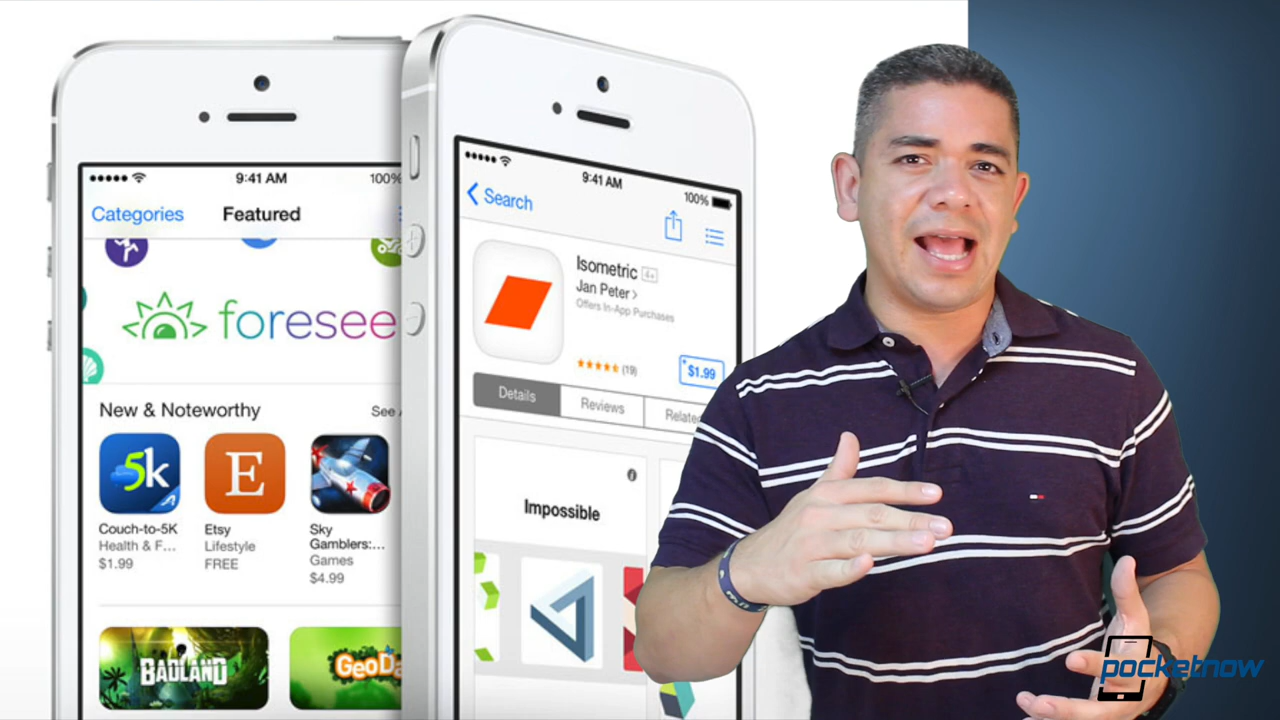 9:41 AM
100%
Categories
Featured
foresee
New & Noteworthy
See
5k
E
Couch-to-5K
Health & F...
$1.99
Etsy
Lifestyle
FREE
Sky
Gamblers:...
Games
$4.99
BADLAND
GeoDa
9:41 AM
100%
Search
Isometric 4+
Jan Peter >
Offers In-App Purchases
(19)
+
$1.99
Details
Reviews
Relate
Impossible
i
pocketnow